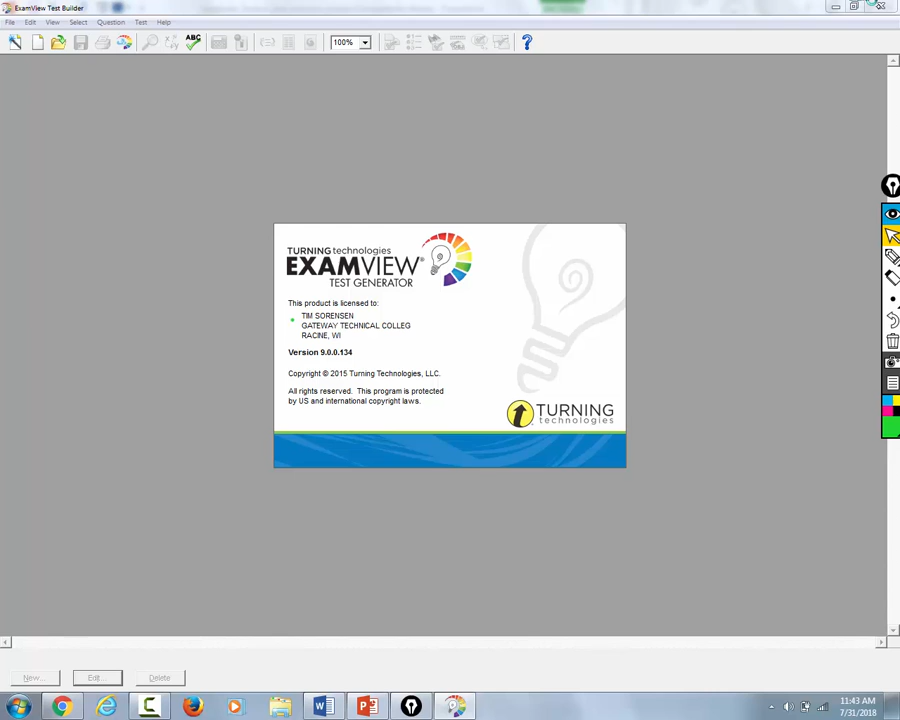 ExamView Test Builder
File Edit View Select Question Test Help
ABC 100% ?
TURNING technologies
EXAMVIEW®
TEST GENERATOR
This product is licensed to:
TIM SORENSEN
GATEWAY TECHNICAL COLLEG
RACINE, WI
Version 9.0.0.134
Copyright © 2015 Turning Technologies, LLC.
All rights reserved. This program is protected
by US and international copyright laws.
TURNING
technologies
New... Edit... Delete
11:43 AM
7/31/2018